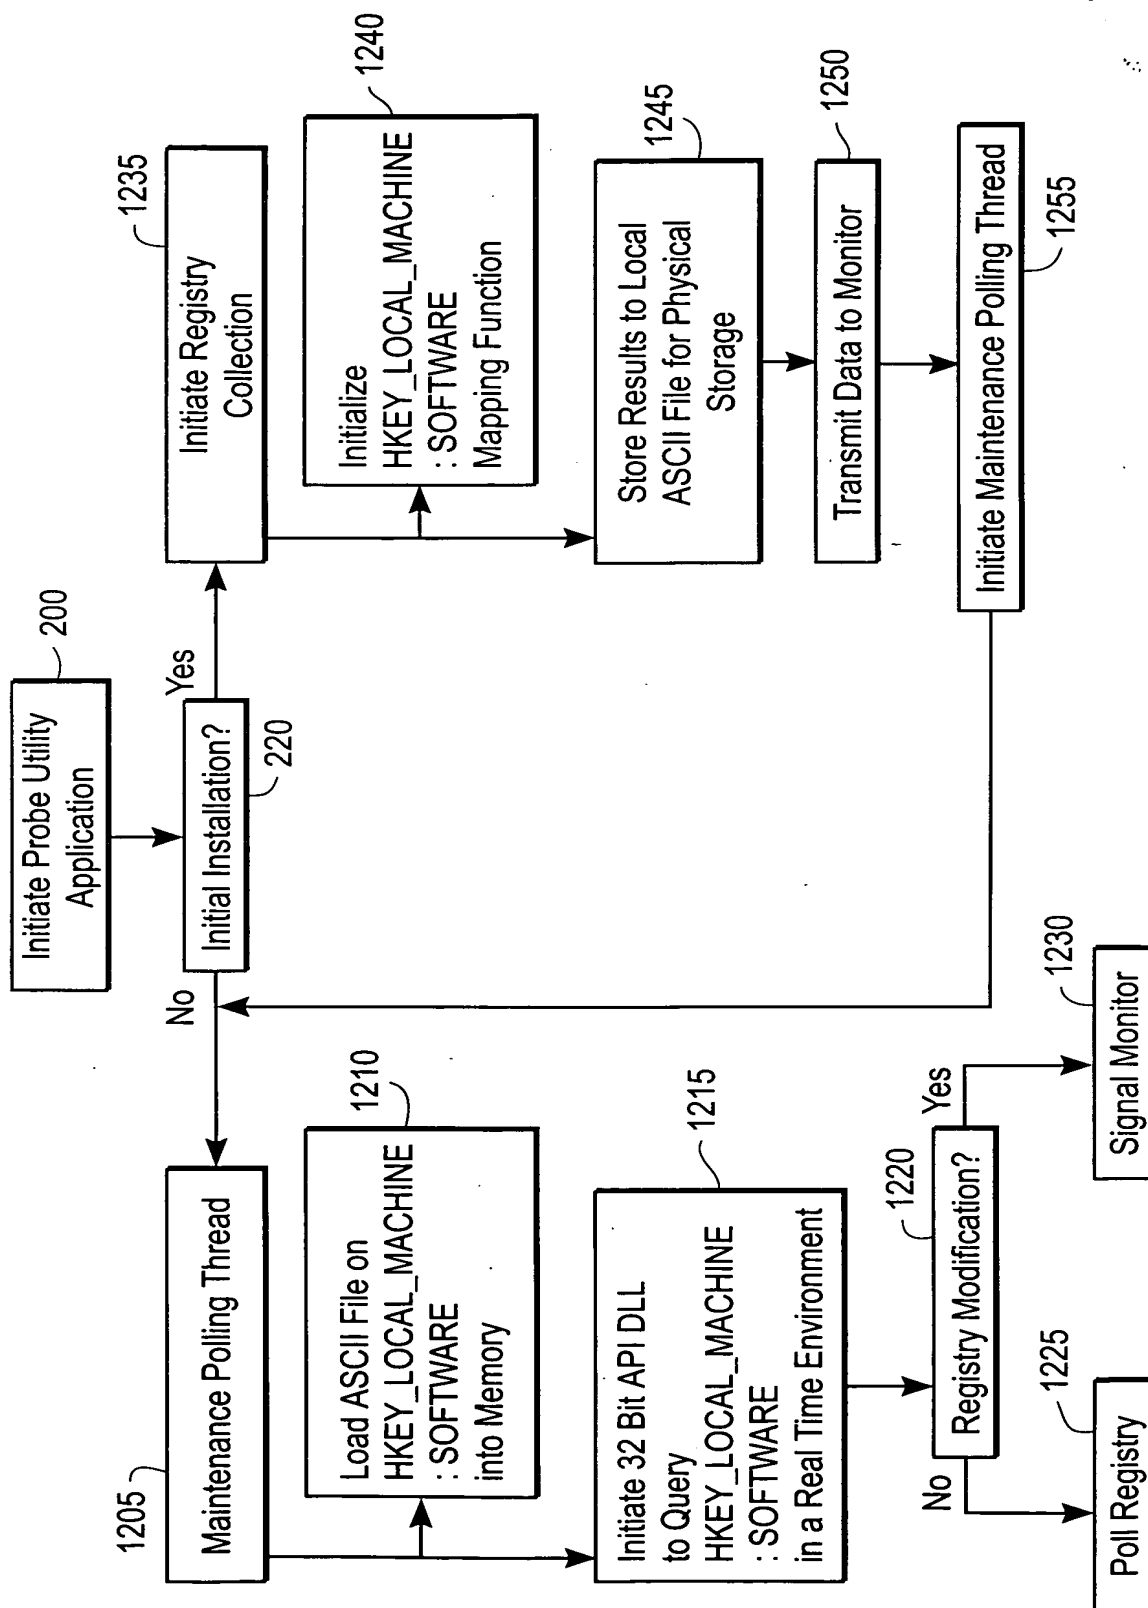 200
Initiate Probe Utility
Application
Initial Installation?
220
No
Yes
1205
Maintenance Polling Thread
1210
Load ASCII File on
HKEY_LOCAL_MACHINE
: SOFTWARE
into Memory
1215
Initiate 32 Bit API DLL
to Query
HKEY_LOCAL_MACHINE
: SOFTWARE
in a Real Time Environment
1220
Registry Modification?
No
Yes
1225
Poll Registry
1230
Signal Monitor
1235
Initiate Registry
Collection
1240
Initialize
HKEY_LOCAL_MACHINE
: SOFTWARE
Mapping Function
1245
Store Results to Local
ASCII File for Physical
Storage
1250
Transmit Data to Monitor
1255
Initiate Maintenance Polling Thread